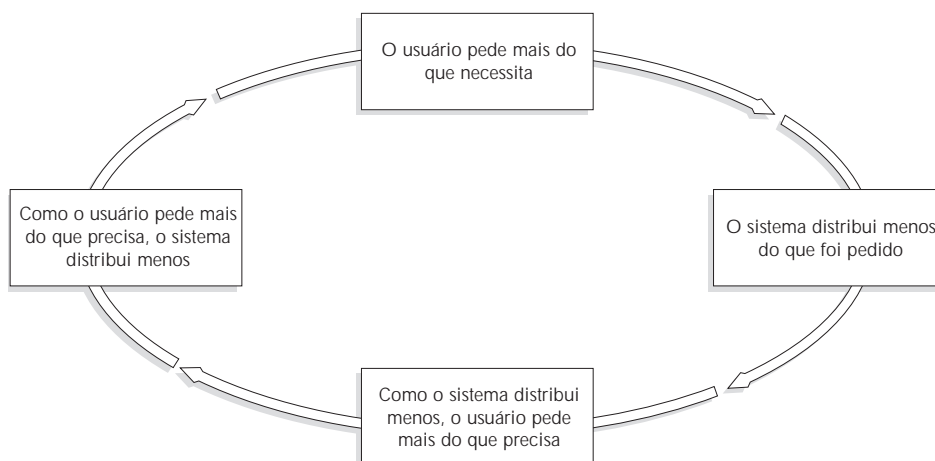 O usuário pede mais do
que necessita
Como o usuário pede mais
do que precisa, o sistema
distribui menos
O sistema distribui menos
do que foi pedido
Como o sistema distribui
menos, o usuário pede
mais do que precisa